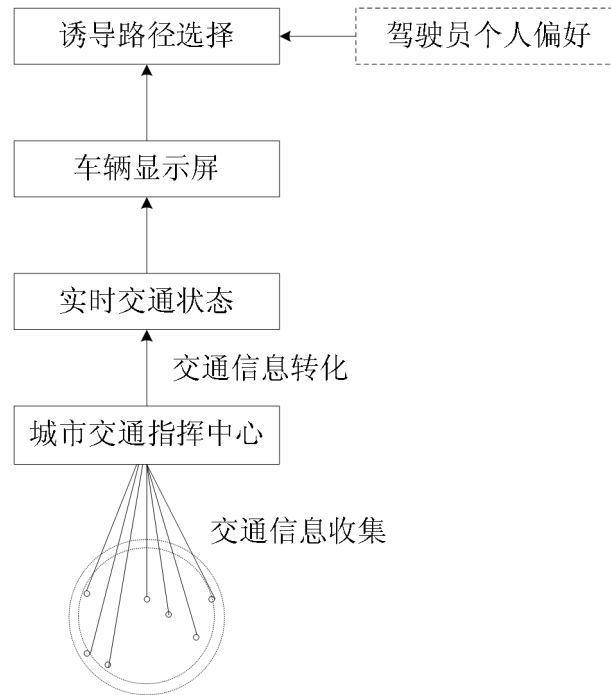 诱导路径选择
驾驶员个人偏好
车辆显示屏
实时交通状态
交通信息转化
城市交通指挥中心
交通信息收集